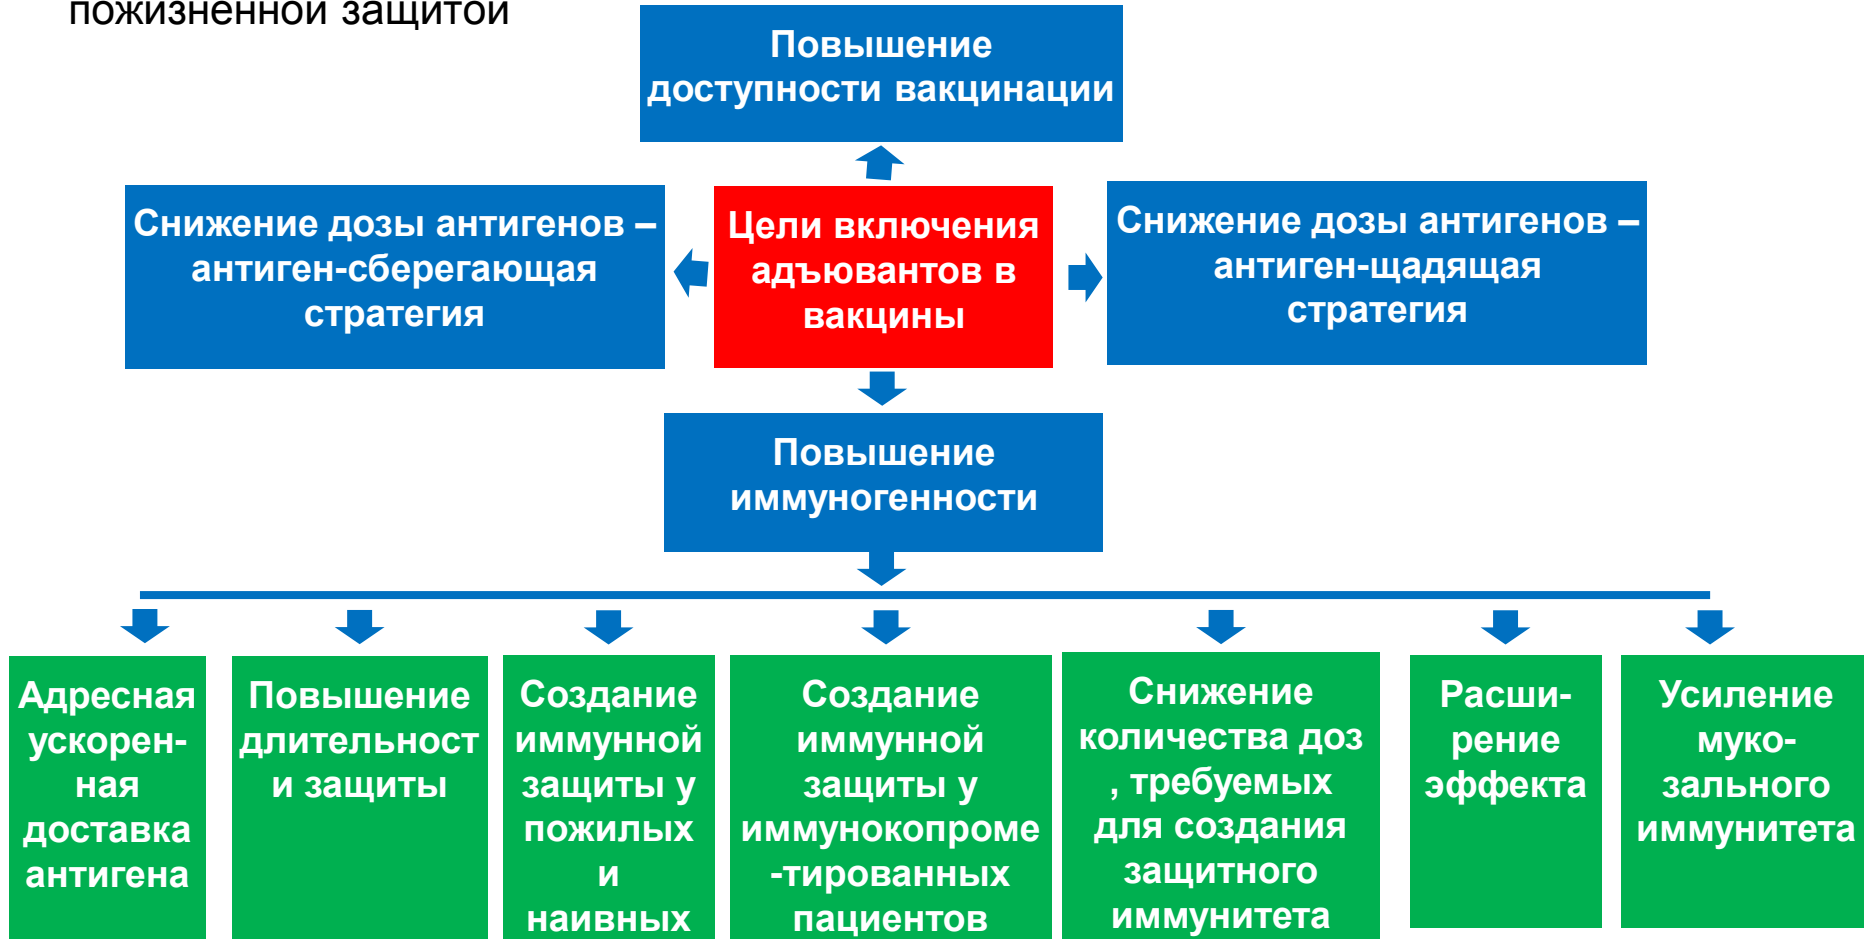 пожизненной защитой
Повышение
доступности вакцинации
Снижение дозы антигенов –
антиген-сберегающая
стратегия
Цели включения
адъювантов в
вакцины
Снижение дозы антигенов –
антиген-щадящая
стратегия
Повышение
иммуногенности
Адресная
ускорен-
ная
доставка
антигена
Повышение
длительност
и защиты
Создание
иммунной
защиты у
пожилых
и
наивных
Создание
иммунной
защиты у
иммунокопроме
-тированных
пациентов
Снижение
количества доз
, требуемых
для создания
защитного
иммунитета
Расши-
рение
эффекта
Усиление
муко-
зального
иммунитета